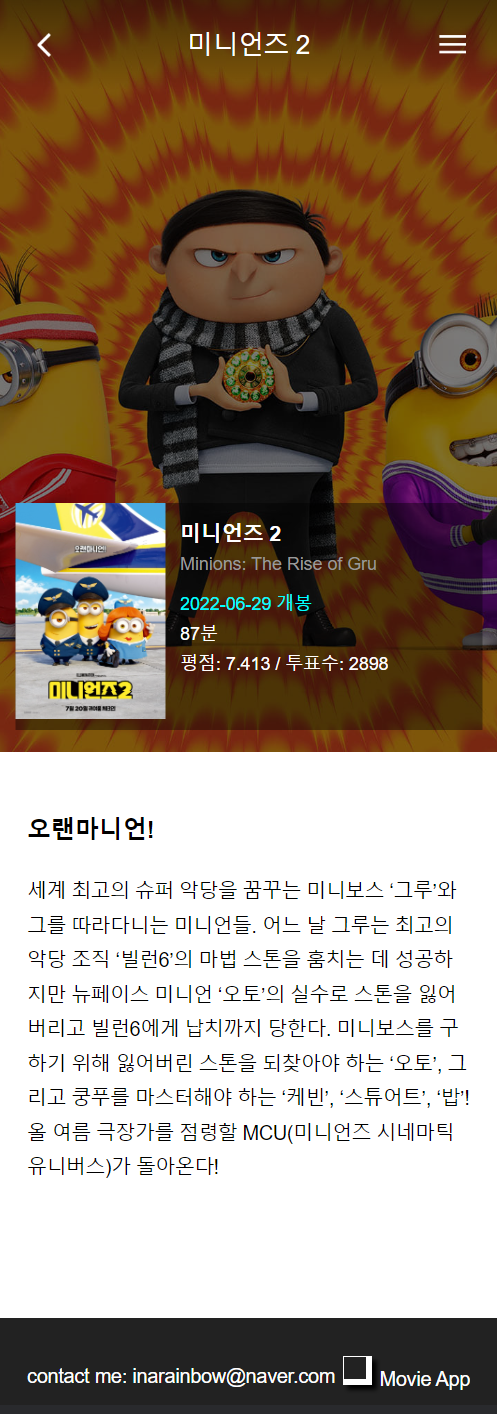 미니언즈 2
오랜마니언!
미니언즈2
7월 20일 귀여움 빽터전
미니언즈 2
Minions: The Rise of Gru
2022-06-29 개봉
87분
평점: 7.413 / 투표수: 2898
오랜마니언!
세계 최고의 슈퍼 악당을 꿈꾸는 미니보스 ‘그루’와
그를 따라다니는 미니언들. 어느 날 그루는 최고의
악당 조직 ‘빌런6’의 마법 스톤을 훔치는 데 성공하
지만 뉴페이스 미니언 ‘오토’의 실수로 스톤을 잃어
버리고 빌런6에게 납치까지 당한다. 미니보스를 구
하기 위해 잃어버린 스톤을 되찾아야 하는 ‘오토’, 그
리고 쿵푸를 마스터해야 하는 ‘케빈’, ‘스튜어트’, ‘밥’!
올 여름 극장가를 점령할 MCU(미니언즈 시네마틱
유니버스)가 돌아온다!
contact me: inarainbow@naver.com Movie App